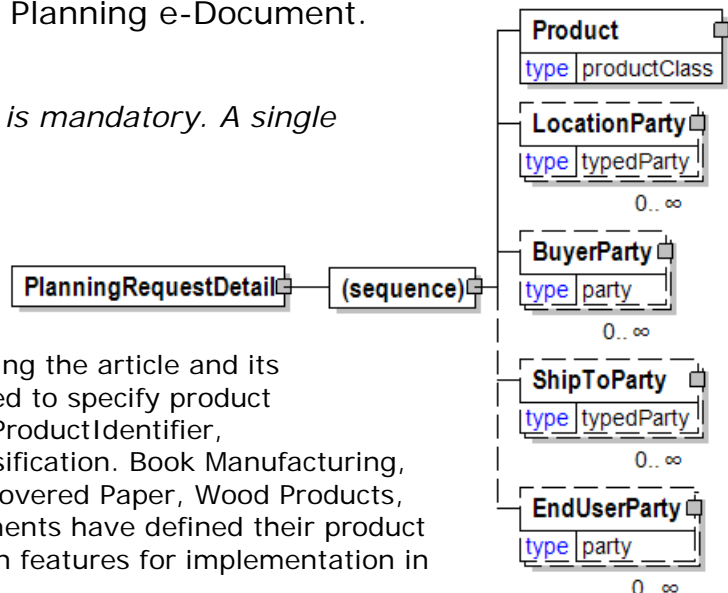 Planning e-Document.
is mandatory. A single
PlanningRequestDetail
(sequence)
Product
type productClass
LocationParty
type typedParty
0.. ∞
BuyerParty
type party
0.. ∞
ShipToParty
type typedParty
0.. ∞
EndUserParty
type party
0.. ∞
ng the article and its
ed to specify product
ProductIdentifier,
sification. Book Manufacturing,
overed Paper, Wood Products,
ents have defined their product
n features for implementation in